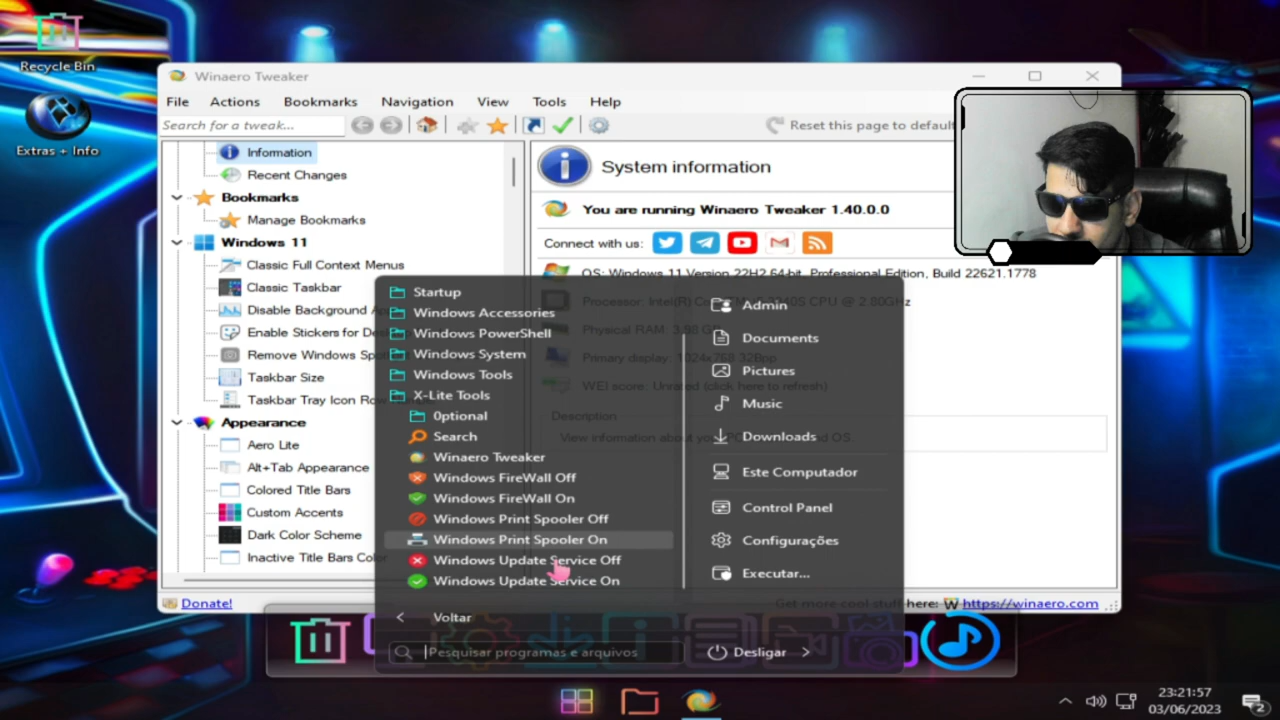 Recycle Bin
Extras + Info
Winaero Tweaker
File Actions Bookmarks Navigation View Tools Help
Search for a tweak...
Reset this page to default
Information
Recent Changes
Bookmarks
Manage Bookmarks
Windows 11
Classic Full Context Menus
Classic Taskbar
Disable Background
Enable Stickers for
Remove Windows
Taskbar Size
Taskbar Tray Icon
Appearance
Aero Lite
Alt+Tab Appearance
Colored Title Bars
Custom Accents
Dark Color Scheme
Inactive Title Bars
System information
You are running Winaero Tweaker 1.40.0.0
Connect with us:
OS: Windows 11 Version 22H2 64-bit, Professional Edition, Build 22621.1778
Processor: Intel(R) CPU @ 2.80GHz
Physical RAM: 3.88 GB
Primary display: 1024x768 32Bpp
WEI score: Unrated (click here to refresh)
Description
View information about OS.
Startup
Windows Accessories
Windows PowerShell
Windows System
Windows Tools
X-Lite Tools
Optional
Search
Winaero Tweaker
Windows FireWall Off
Windows FireWall On
Windows Print Spooler Off
Windows Print Spooler On
Windows Update Service Off
Windows Update Service On
Voltar
Pesquisar programas e arquivos
Admin
Documents
Pictures
Music
Downloads
Este Computador
Control Panel
Configurações
Executar...
Desligar
Donate!
Get more cool stuff here: https://winaero.com
23:21:57
03/06/2023
2